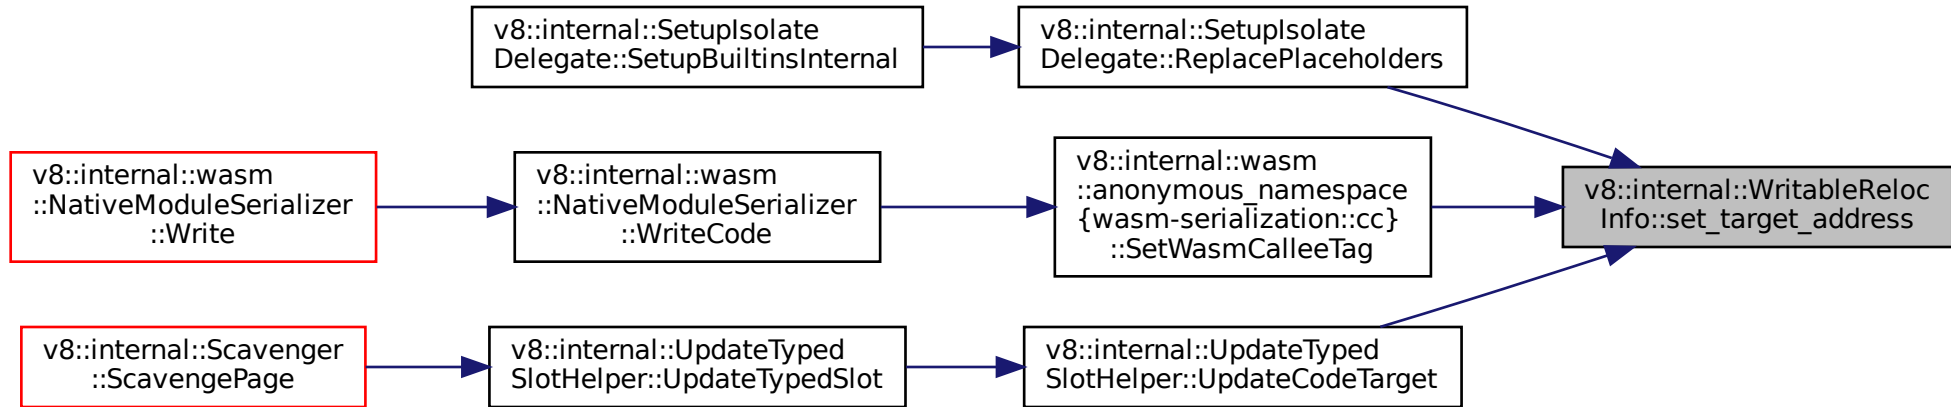 v8::internal::SetupIsolate
Delegate::SetupBuiltinsInternal
v8::internal::SetupIsolate
Delegate::ReplacePlaceholders
v8::internal::wasm
::NativeModuleSerializer
::Write
v8::internal::wasm
::NativeModuleSerializer
::WriteCode
v8::internal::wasm
::anonymous_namespace
{wasm-serialization::cc}
::SetWasmCalleeTag
v8::internal::WritableReloc
Info::set_target_address
v8::internal::Scavenger
::ScavengePage
v8::internal::UpdateTyped
SlotHelper::UpdateTypedSlot
v8::internal::UpdateTyped
SlotHelper::UpdateCodeTarget